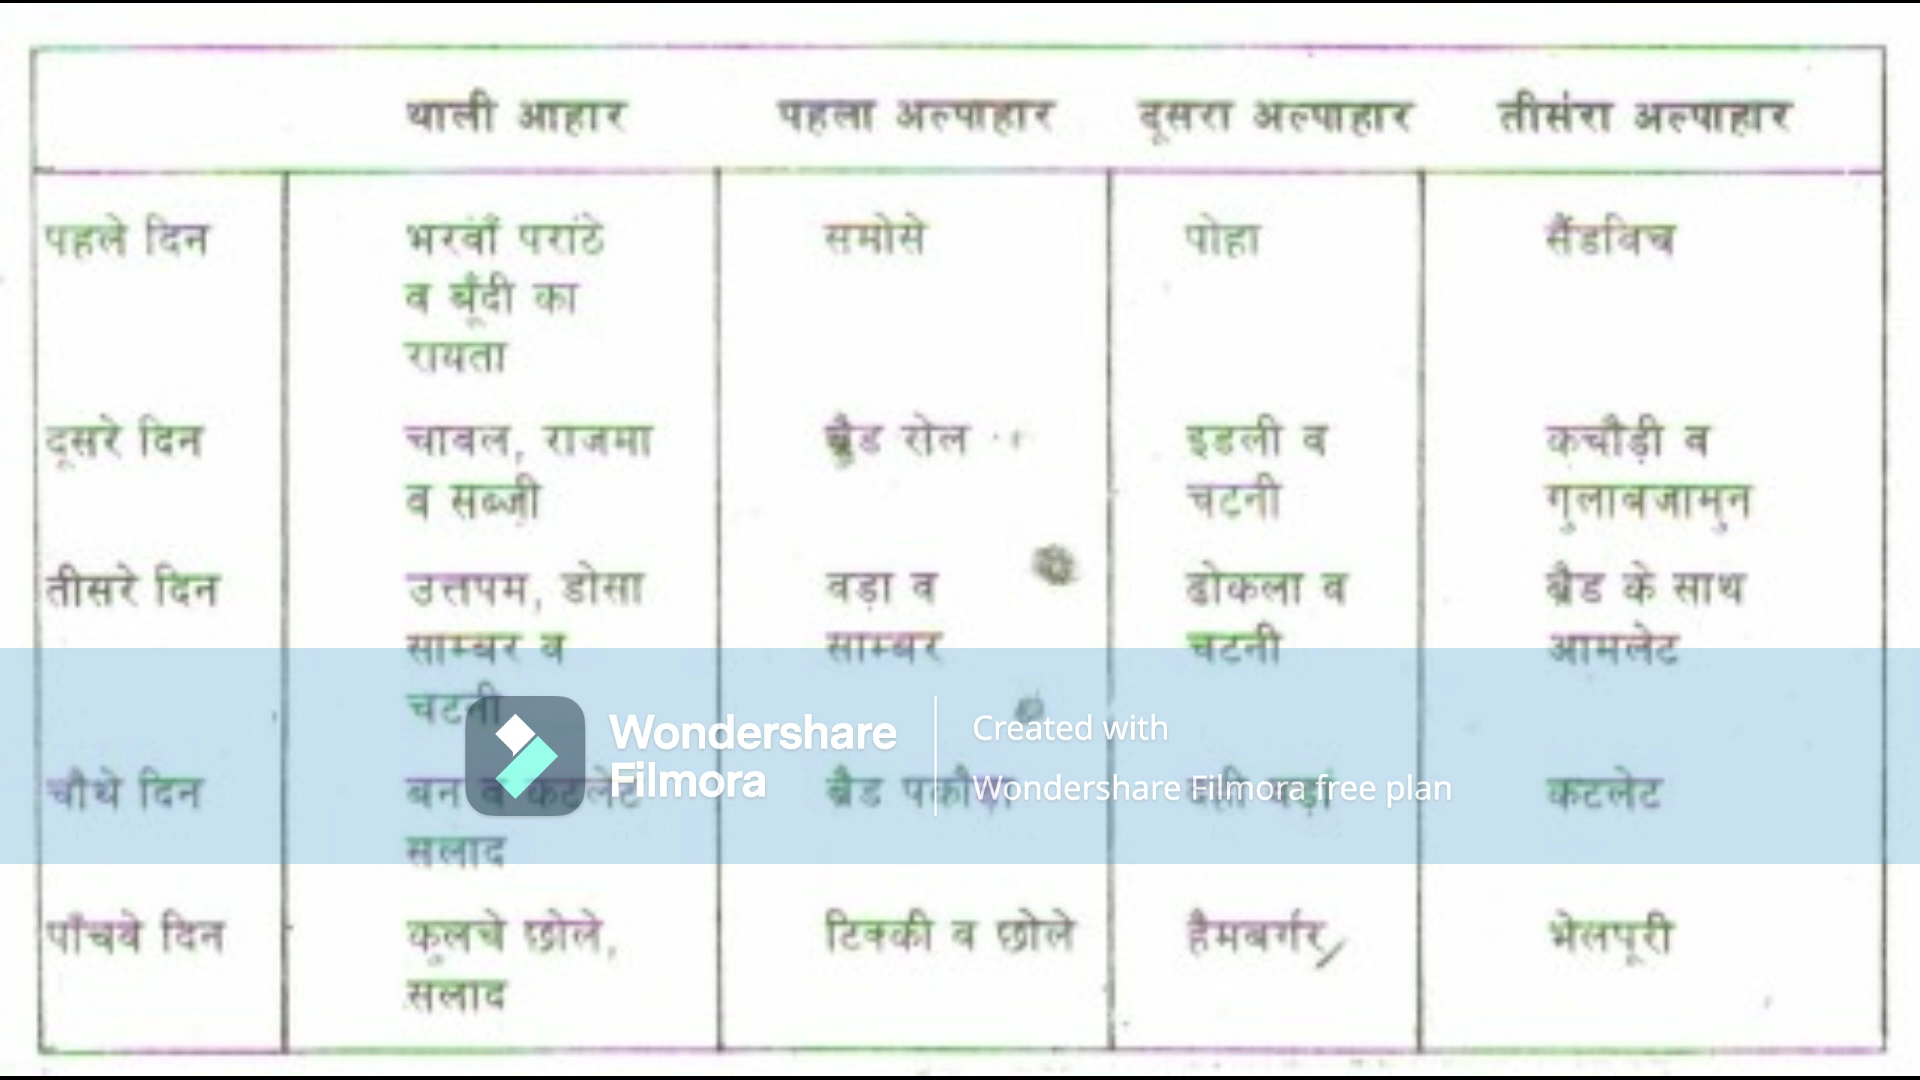 थाली आहार पहला अल्पाहार दूसरा अल्पाहार तीसंरा अल्पाहार
पहले दिन भरवाँ परांठे समोसे पोहा सैंडविच
व बूँदी का
रायता
दूसरे दिन चावल, राजमा ब्रैड रोल इडली व कचौड़ी व
व सब्जी चटनी गुलाबजामुन
तीसरे दिन उत्तपम, डोसा वड़ा व ढोकला व ब्रैड के साथ
साम्बर व साम्बर चटनी आमलेट
चटनी
Wondershare
Filmora
Created with
Wondershare Filmora free plan
चौथे दिन बन व कटलेट ब्रैड कटलेट
सलाद
पाँचवे दिन कुलचे छोले, टिक्की व छोले हैमबर्गर भेलपूरी
सलाद